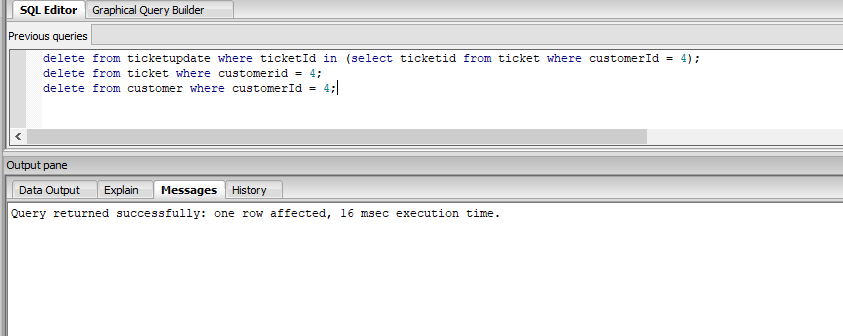 SQL Editor Graphical Query Builder
Previous queries
delete from ticketupdate where ticketId in (select ticketid from ticket where customerId = 4);
delete from ticket where customerid = 4;
delete from customer where customerId = 4;
Output pane
Data Output Explain Messages History
Query returned successfully: one row affected, 16 msec execution time.